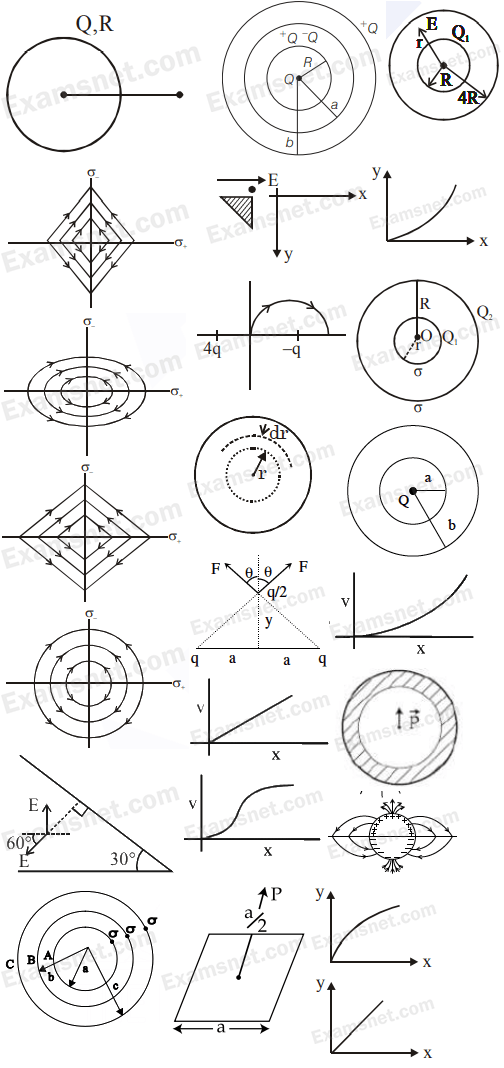 Q,R
+Q -Q +Q
R
Q
a
b
E Q₁
r
R
4R
σ₋
σ₊
E
x
y
y
x
σ₋
σ₊
4q -q
R Q₂
O Q₁
r
σ
σ
dr
r
a
Q
b
σ
σ₊
F θ θ F
q/2
y
q a a q
v
x
σ₋
σ₊
v
x
P⃗
E
60°
E
30°
v
x
σ σ σ
C B A
b a
c
P
a
2
a
y
x
y
x
Examsnet.com